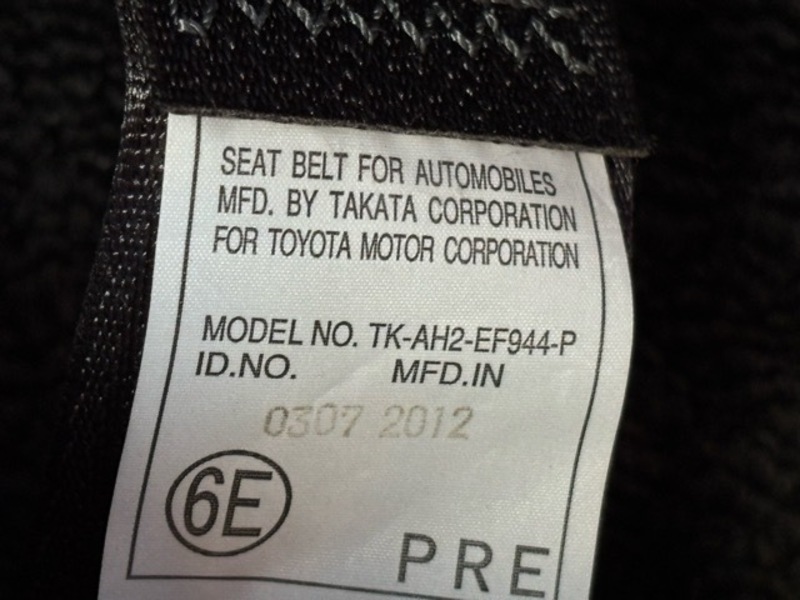 SEAT BELT FOR AUTOMOBILES
MFD. BY TAKATA CORPORATION
FOR TOYOTA MOTOR CORPORATION
MODEL NO. TK-AH2-EF944-P
ID.NO. MFD.IN
0307 2012
6E
PRE